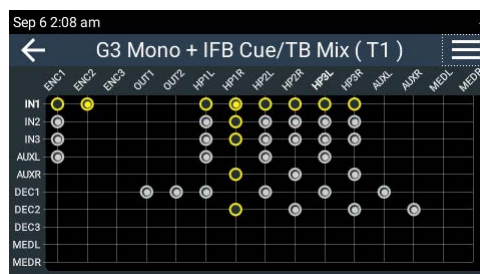 Sep 6 2:08 am
G3 Mono + IFB Cue/TB Mix ( T1 )
ENC1 ENC2 ENC3 OUT1 OUT2 HP1L HP1R HP2L HP2R HP3L HP3R AUXL AUXR MEDL MEDR
IN1
IN2
IN3
AUXL
AUXR
DEC1
DEC2
DEC3
MEDL
MEDR